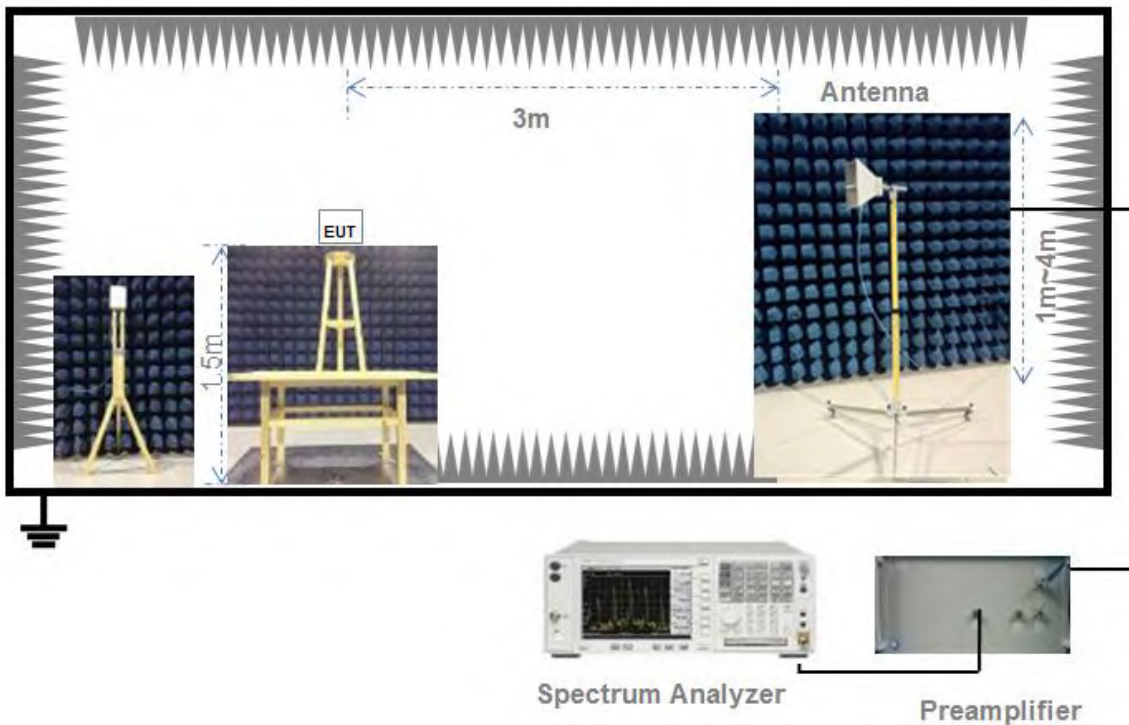 Antenna
3m
EUT
1.5m
1m~4m
Spectrum Analyzer
Preamplifier